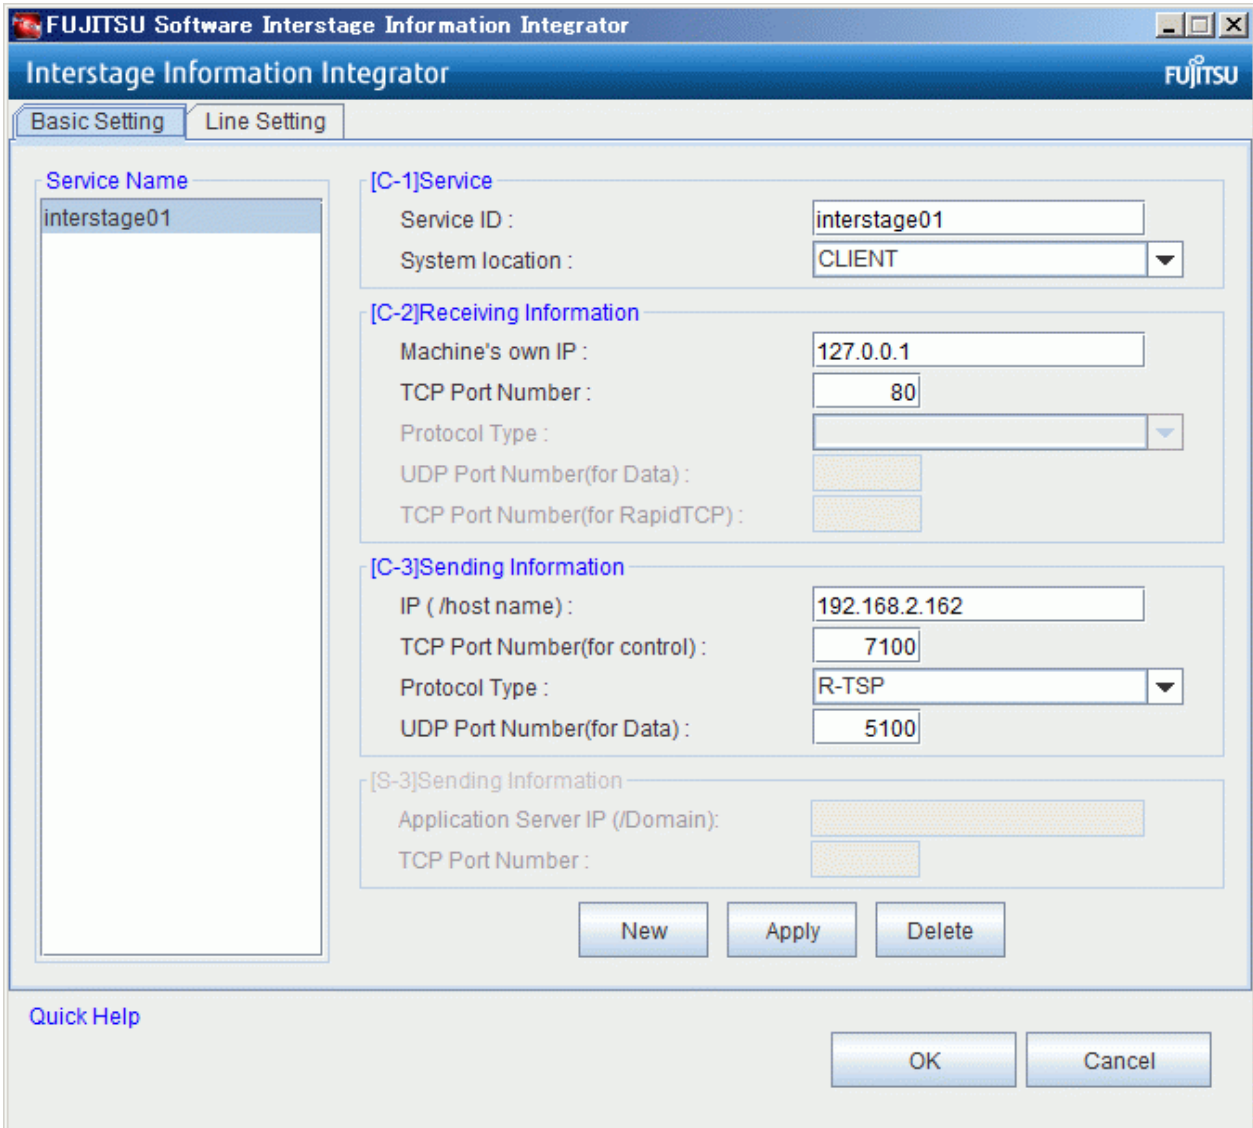 FUJITSU Software Interstage Information Integrator
Interstage Information Integrator
FUJITSU
Basic Setting
Line Setting
Service Name
interstage01
[C-1]Service
Service ID :
interstage01
System location :
CLIENT
[C-2]Receiving Information
Machine's own IP :
127.0.0.1
TCP Port Number :
80
Protocol Type :
UDP Port Number(for Data) :
TCP Port Number(for RapidTCP) :
[C-3]Sending Information
IP ( /host name) :
192.168.2.162
TCP Port Number(for control) :
7100
Protocol Type :
R-TSP
UDP Port Number(for Data) :
5100
[S-3]Sending Information
Application Server IP (/Domain):
TCP Port Number :
New
Apply
Delete
Quick Help
OK
Cancel